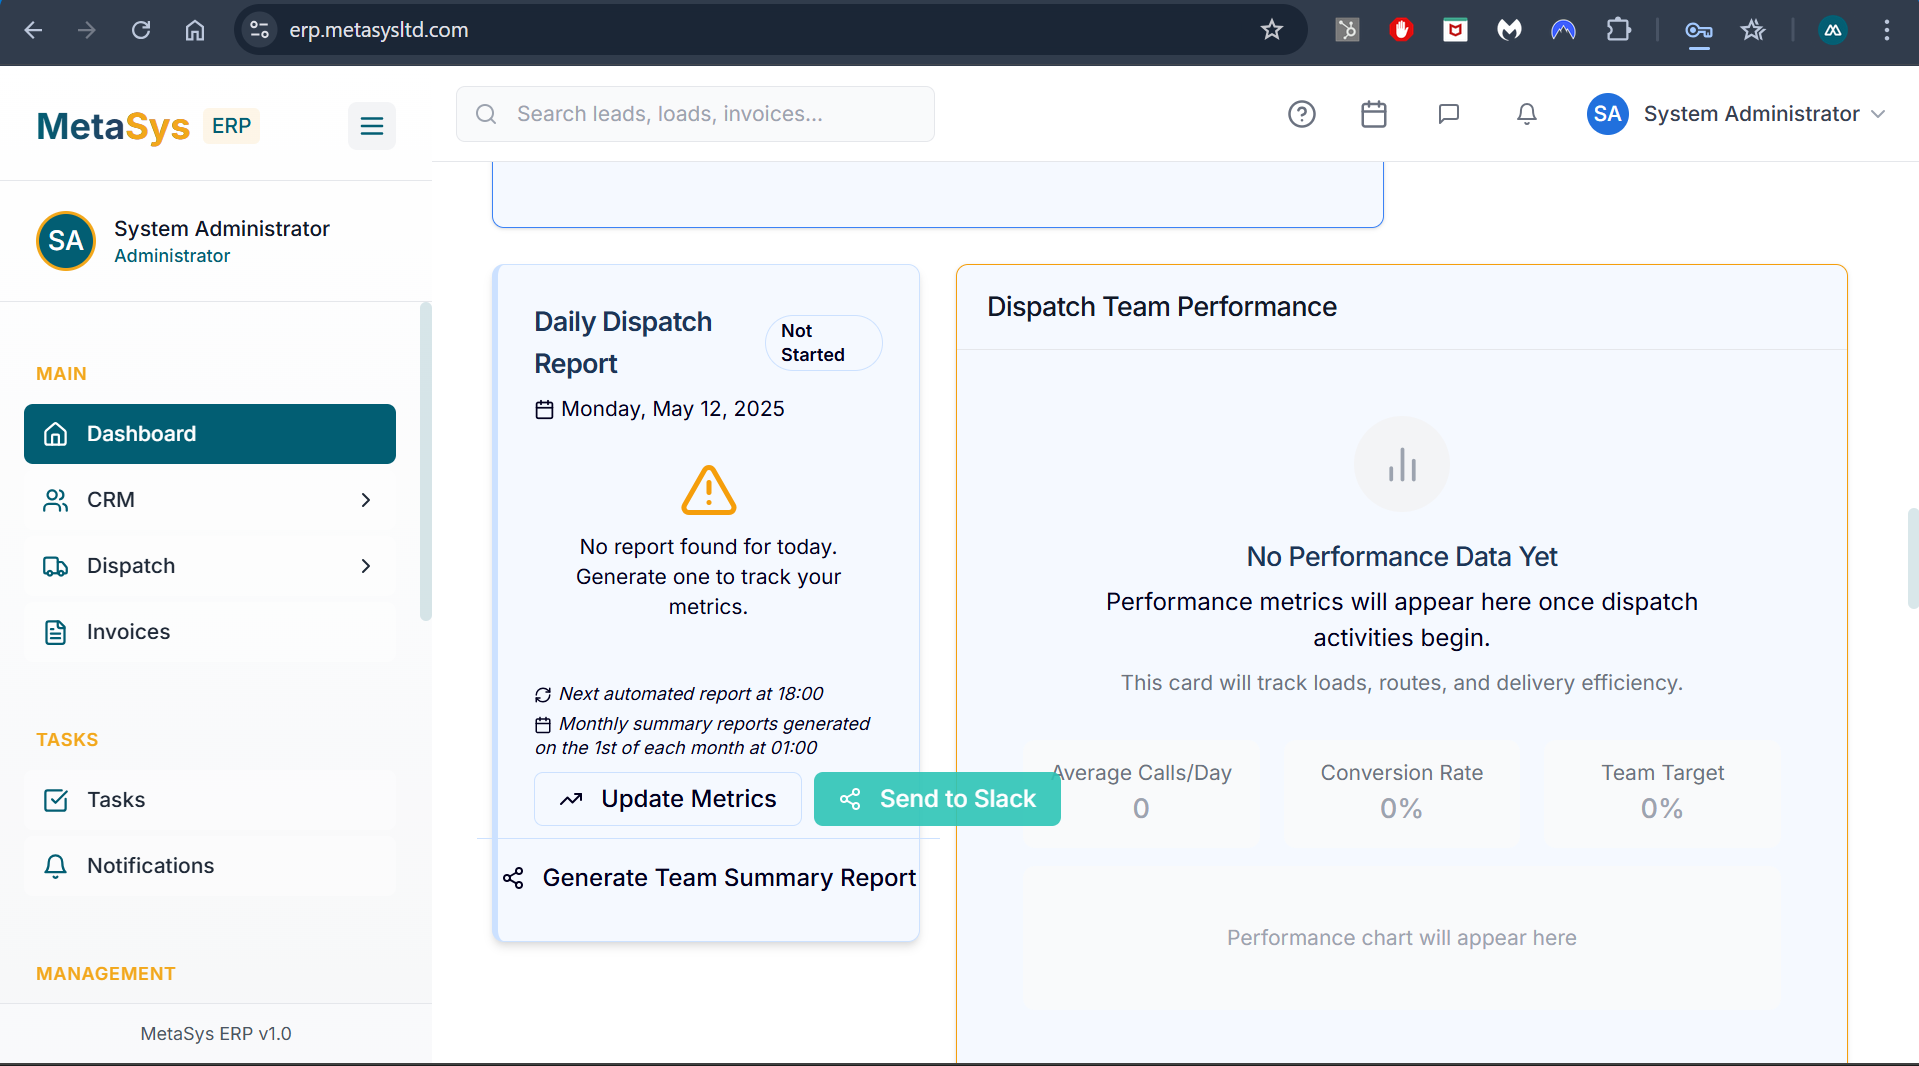 erp.metasysltd.com
MetaSys ERP
Search leads, loads, invoices...
SA System Administrator
SA
System Administrator
Administrator
MAIN
Dashboard
CRM
Dispatch
Invoices
TASKS
Tasks
Notifications
MANAGEMENT
MetaSys ERP v1.0
Daily Dispatch
Report
Not
Started
Monday, May 12, 2025
No report found for today.
Generate one to track your
metrics.
Next automated report at 18:00
Monthly summary reports generated
on the 1st of each month at 01:00
Update Metrics
Send to Slack
Generate Team Summary Report
Dispatch Team Performance
No Performance Data Yet
Performance metrics will appear here once dispatch
activities begin.
This card will track loads, routes, and delivery efficiency.
Average Calls/Day
0
Conversion Rate
0%
Team Target
0%
Performance chart will appear here